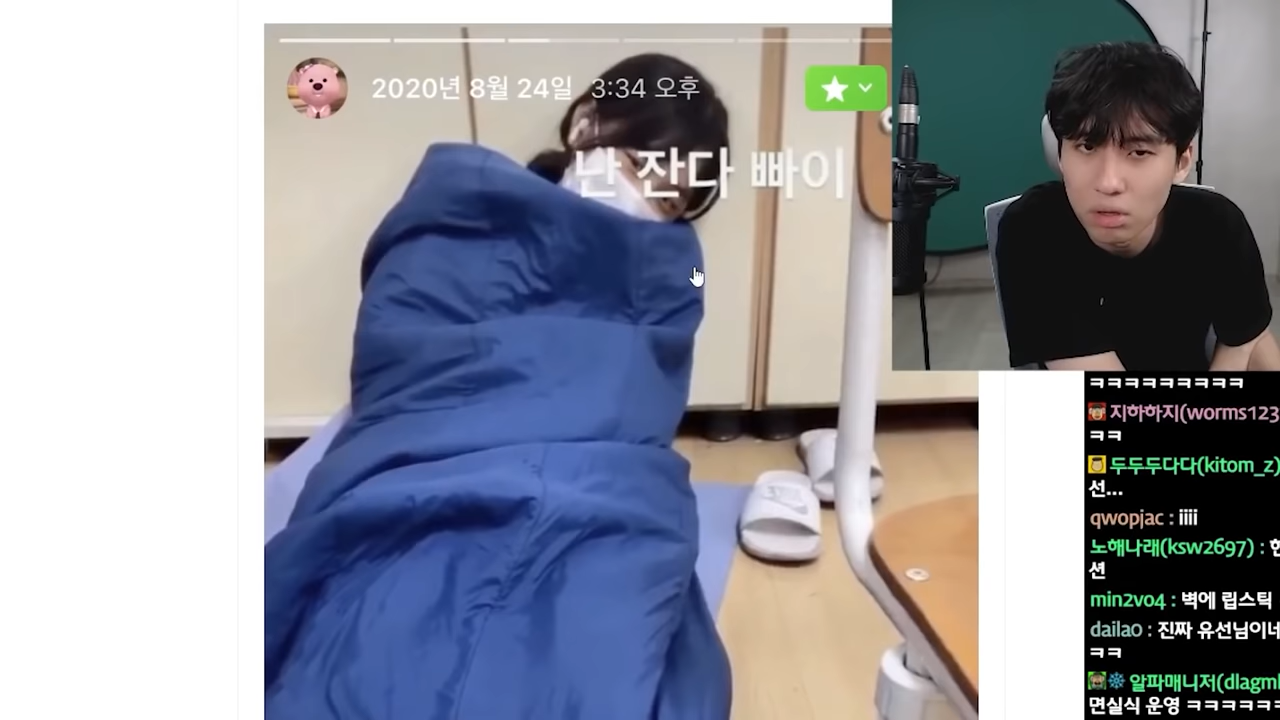 2020년 8월 24일 3:34 오후
난 잔다 빠이
ㅋㅋㅋㅋㅋㅋㅋㅋㅋ
지하하지(worms123
ㅋㅋ
두두두다다(kitom_z)
선...
qwopjac : iiii
노해나래(ksw2697) :
션
min2vo4 : 벽에 립스틱
dailao : 진짜 유선님이네
ㅋㅋ
알파매니저(dlagml
면실식 운영 ㅋㅋㅋㅋㅋㅋ